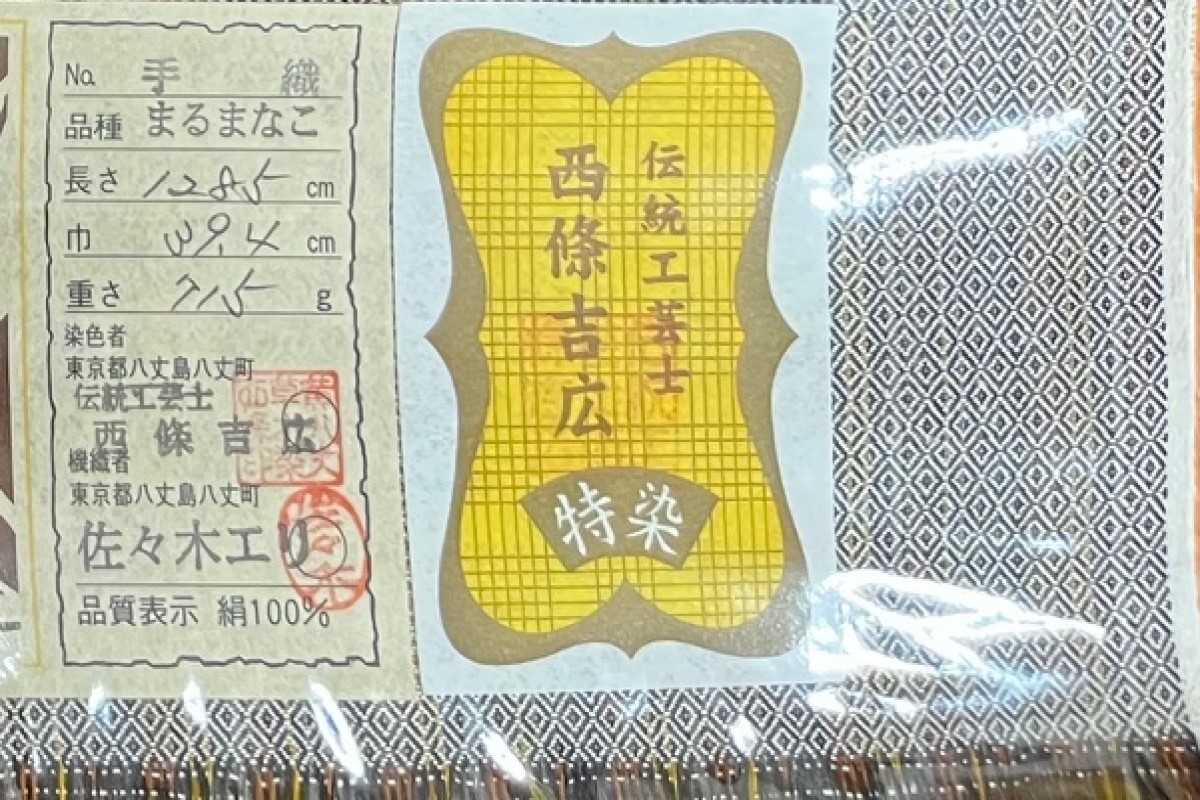 No. 手織
品種 まるまなこ
長さ 1285 cm
巾 39.4 cm
重さ 715 g
染色者
東京都八丈島八丈町
伝統工芸士
西條吉広
機織者
東京都八丈島八丈町
佐々木エリ
品質表示 絹100%
伝統工芸士
西條吉広
特染